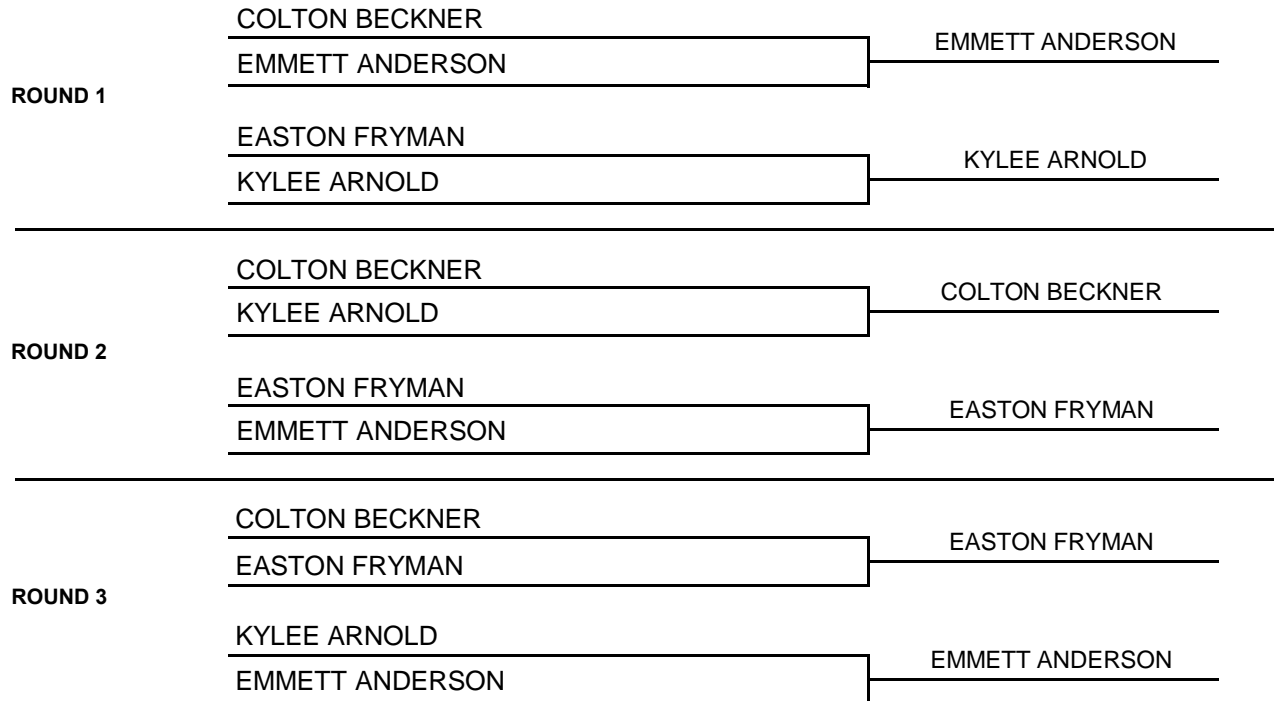 COLTON BECKNER
EMMETT ANDERSON
EMMETT ANDERSON
ROUND 1
EASTON FRYMAN
KYLEE ARNOLD
KYLEE ARNOLD
COLTON BECKNER
COLTON BECKNER
KYLEE ARNOLD
ROUND 2
EASTON FRYMAN
EASTON FRYMAN
EMMETT ANDERSON
COLTON BECKNER
EASTON FRYMAN
EASTON FRYMAN
ROUND 3
KYLEE ARNOLD
EMMETT ANDERSON
EMMETT ANDERSON